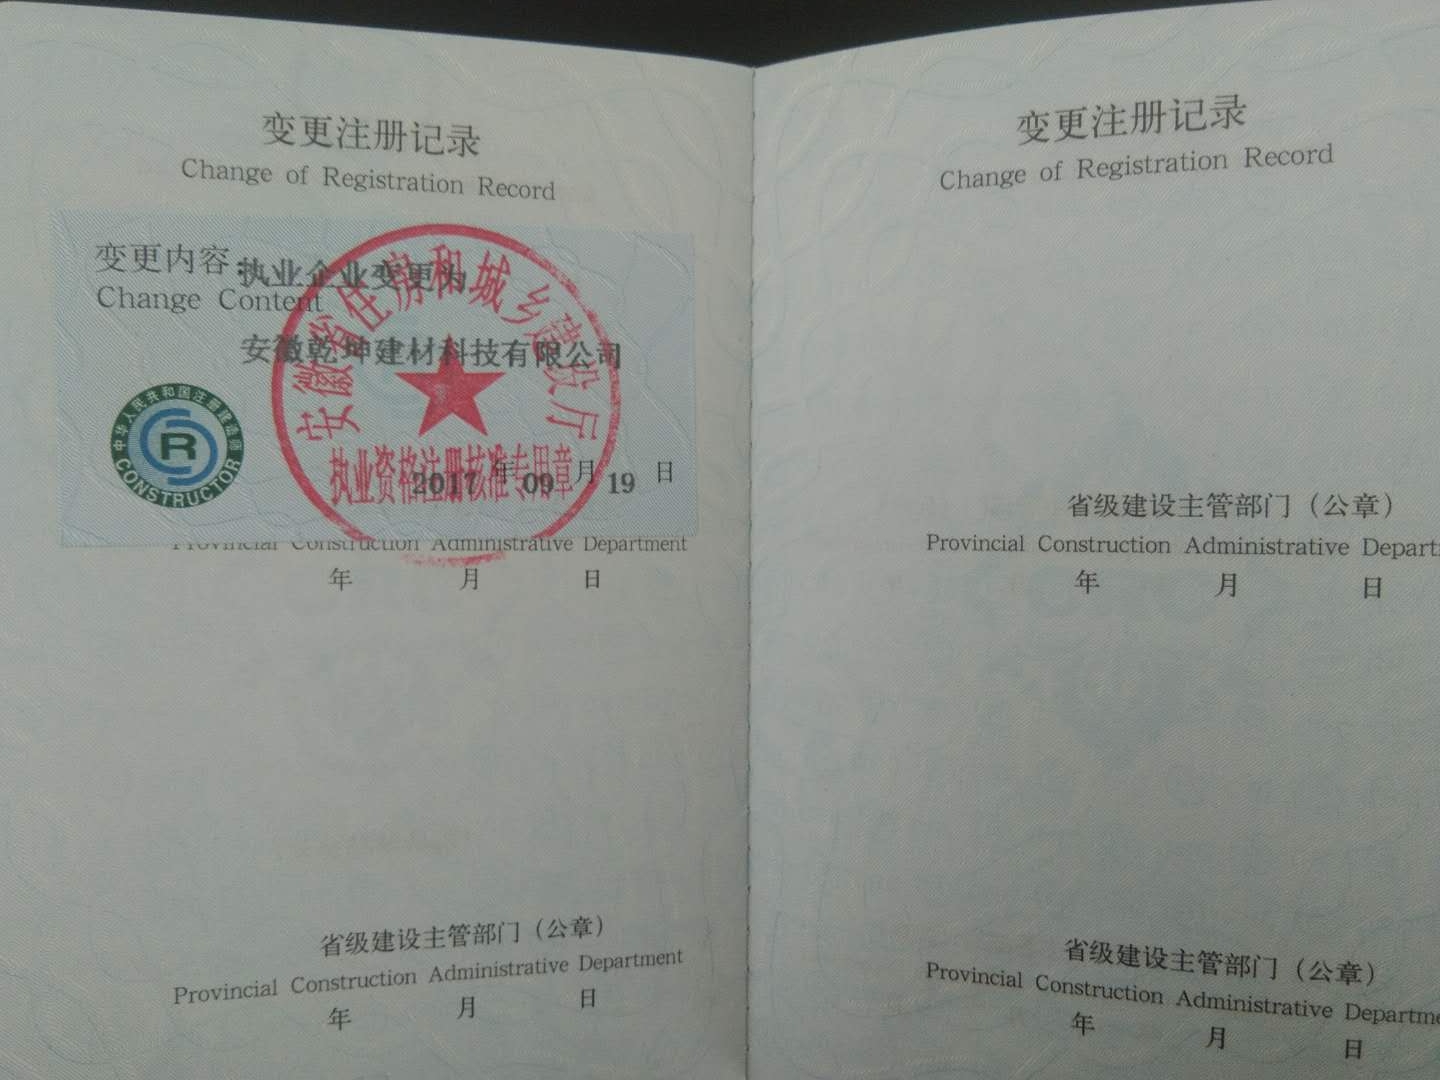 变更注册记录
Change of Registration Record
变更内容：执业企业变更为
Change Content
安徽乾坤建材科技有限公司
安徽省住房和城乡建设厅
执业资格注册核准专用章
中华人民共和国注册建造师
R
CONSTRUCTOR
2017 年 09 月 19 日
Provincial Construction Administrative Department
年 月 日
省级建设主管部门（公章）
Provincial Construction Administrative Department
年 月 日
变更注册记录
Change of Registration Record
省级建设主管部门（公章）
Provincial Construction Administrative Depart
年 月 日
省级建设主管部门（公章）
Provincial Construction Administrative Departme
年 月 日